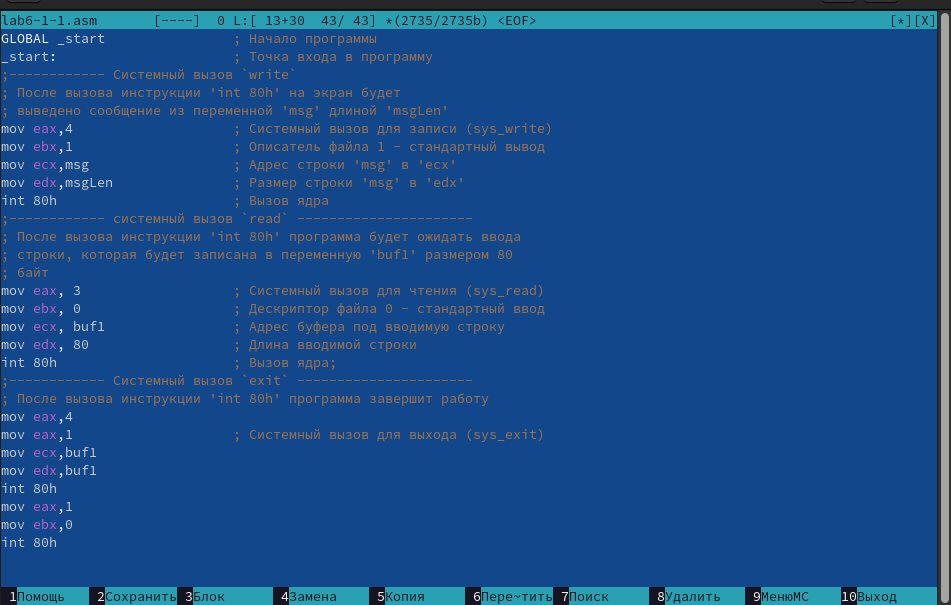 lab6-1-1.asm       [----]  0 L:[ 13+30  43/ 43] *(2735/2735b) <EOF>                                            [*][X]
GLOBAL _start                ; Начало программы
_start:                      ; Точка входа в программу
;------------ Системный вызов `write`
; После вызова инструкции 'int 80h' на экран будет
; выведено сообщение из переменной 'msg' длиной 'msgLen'
mov eax,4                    ; Системный вызов для записи (sys_write)
mov ebx,1                    ; Описатель файла 1 - стандартный вывод
mov ecx,msg                  ; Адрес строки 'msg' в 'ecx'
mov edx,msgLen               ; Размер строки 'msg' в 'edx'
int 80h                      ; Вызов ядра
;------------ системный вызов `read` ----------------------
; После вызова инструкции 'int 80h' программа будет ожидать ввода
; строки, которая будет записана в переменную 'buf1' размером 80
; байт
mov eax, 3                   ; Системный вызов для чтения (sys_read)
mov ebx, 0                   ; Дескриптор файла 0 - стандартный ввод
mov ecx, buf1                ; Адрес буфера под вводимую строку
mov edx, 80                  ; Длина вводимой строки
int 80h                      ; Вызов ядра;
;------------ Системный вызов `exit` ----------------------
; После вызова инструкции 'int 80h' программа завершит работу
mov eax,4
mov eax,1                    ; Системный вызов для выхода (sys_exit)
mov ecx,buf1
mov edx,buf1
int 80h
mov eax,1
mov ebx,0
int 80h
1Помощь 2Сохранить 3Блок 4Замена 5Копия 6Пере~тить 7Поиск 8Удалить 9МенюMC 10Выход